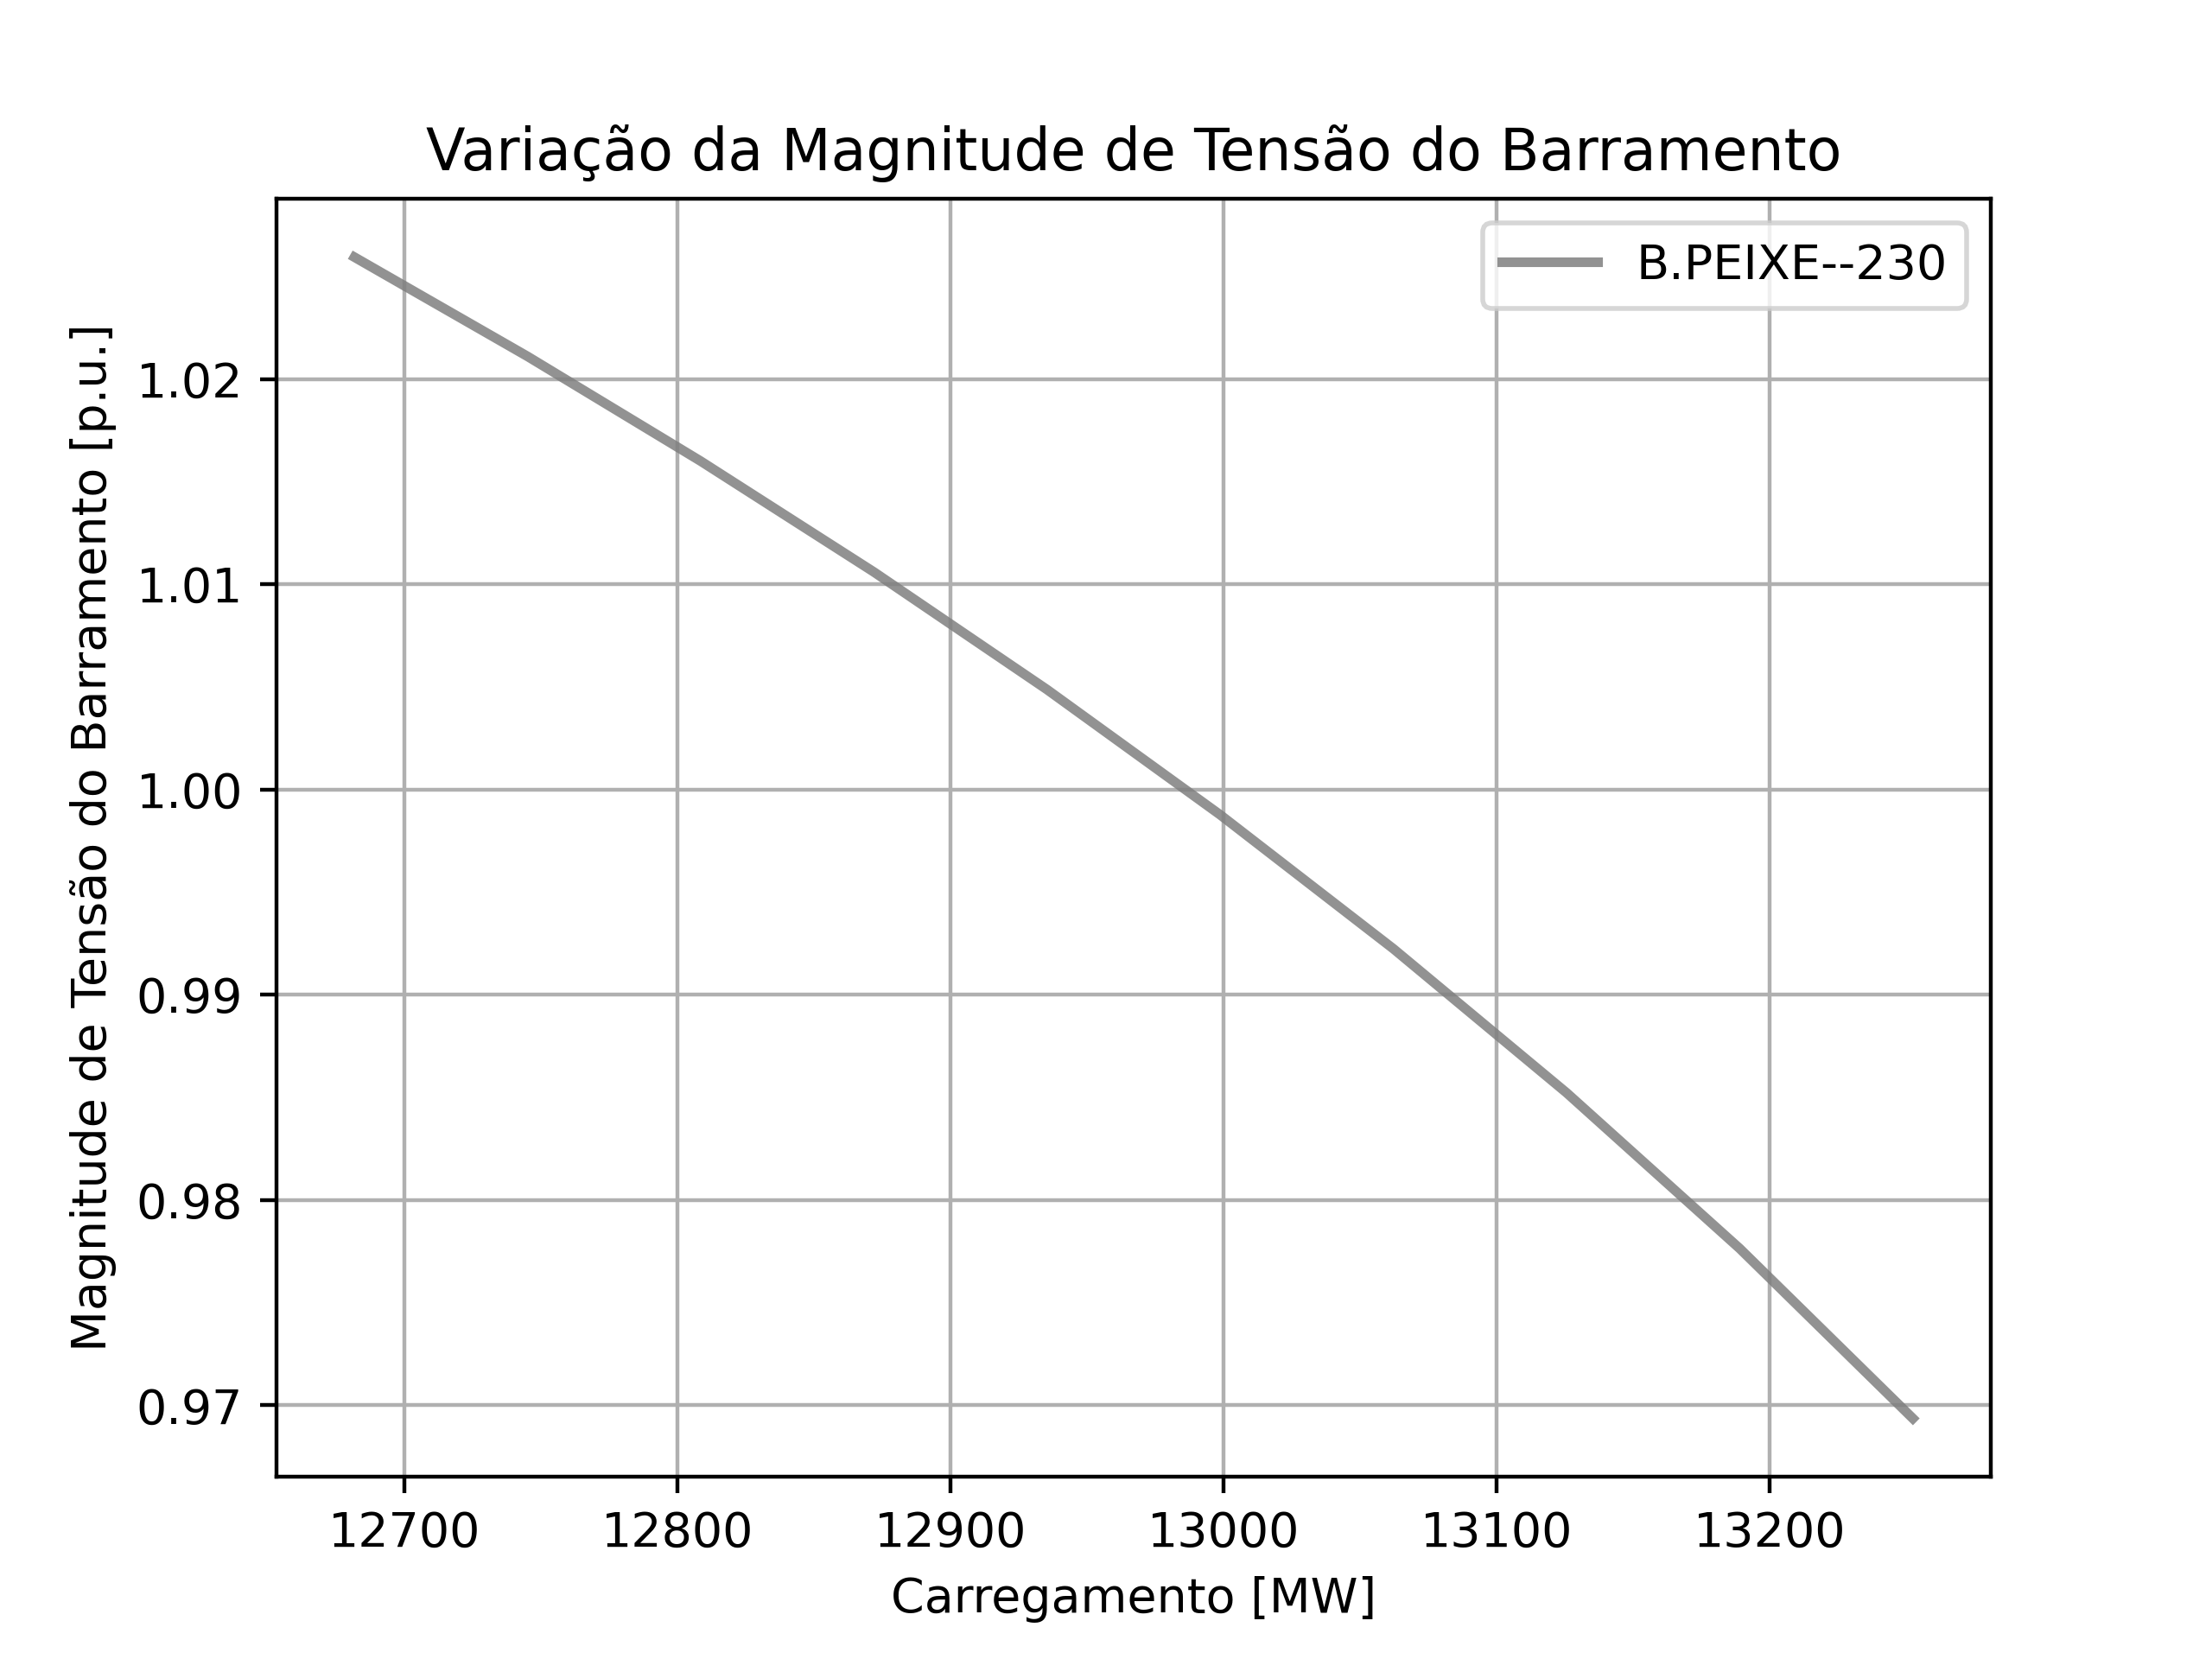 Variação da Magnitude de Tensão do Barramento
B.PEIXE--230
Magnitude de Tensão do Barramento [p.u.]
1.02
1.01
1.00
0.99
0.98
0.97
12700 12800 12900 13000 13100 13200
Carregamento [MW]